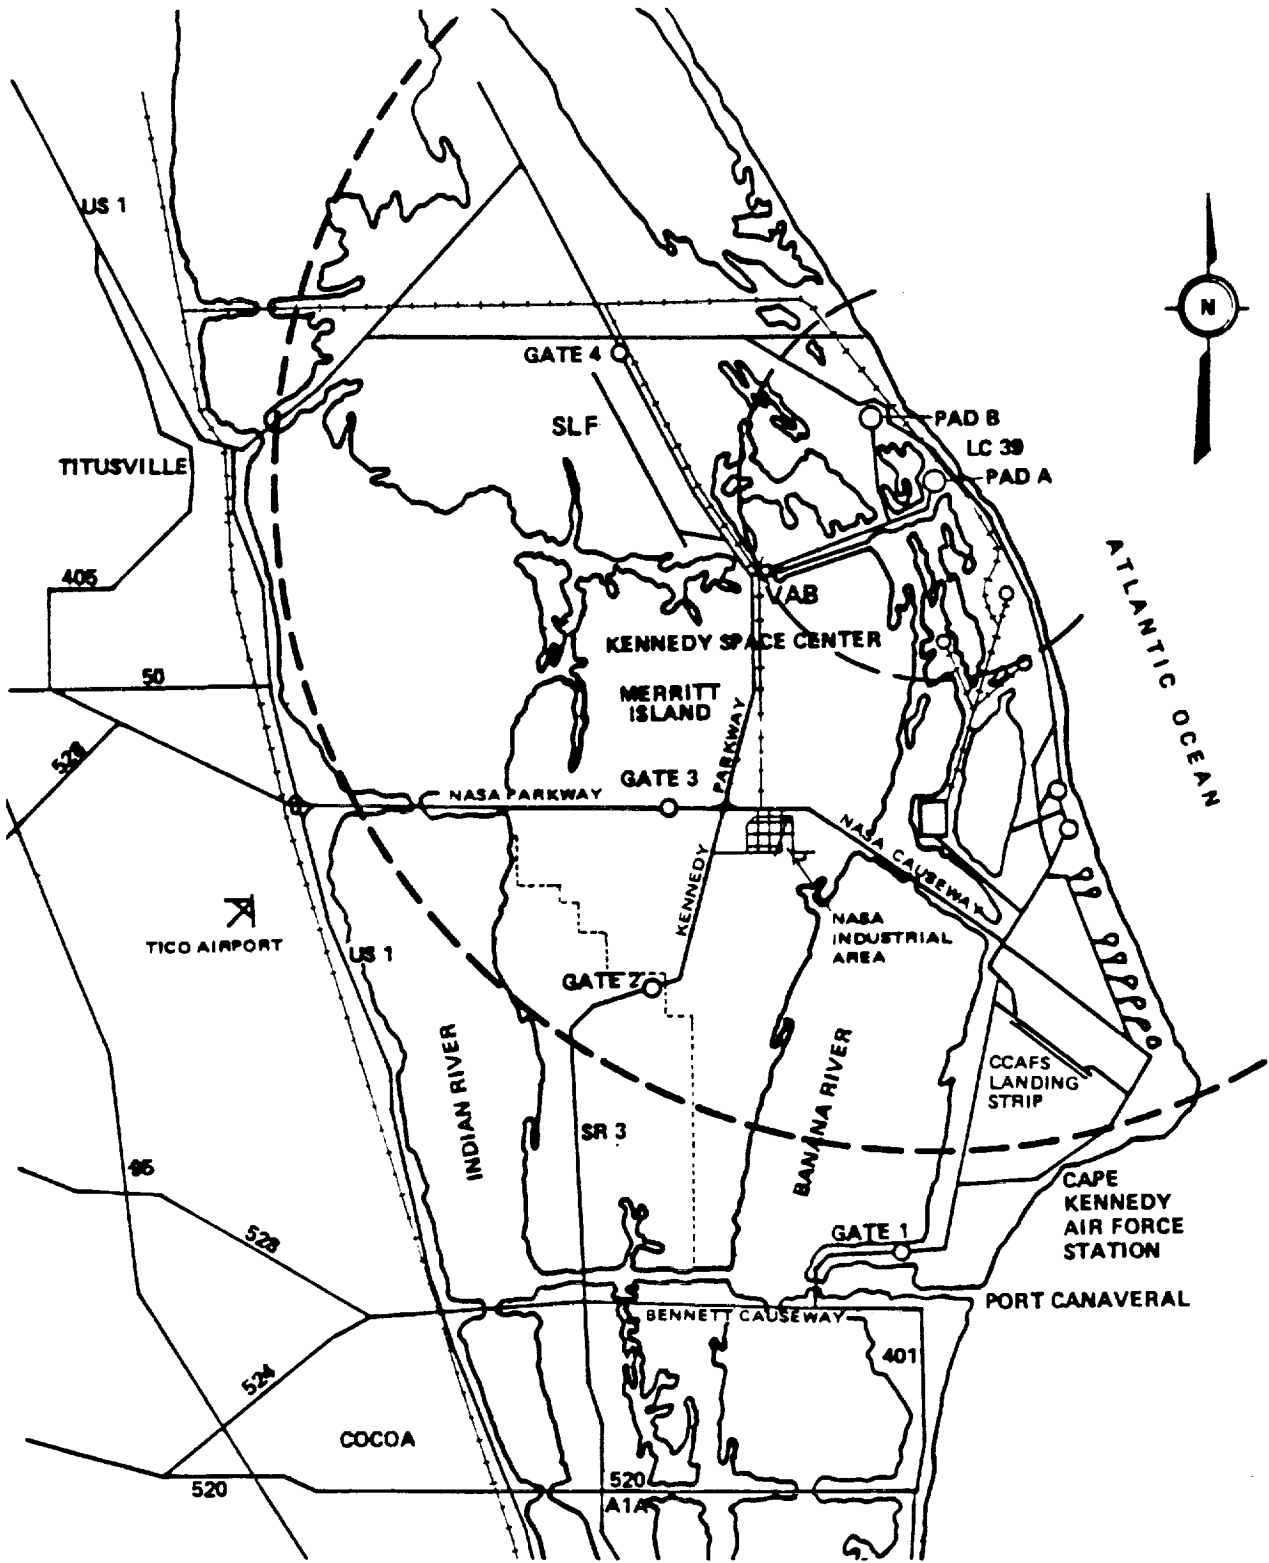 US 1
N
GATE 4
SLF
PAD B
LC 39
PAD A
TITUSVILLE
405
VAB
KENNEDY SPACE CENTER
ATLANTIC OCEAN
50
MERRITT
ISLAND
PARKWAY
GATE 3
NASA PARKWAY
NASA CAUSEWAY
KENNEDY
NASA
INDUSTRIAL
AREA
TICO AIRPORT
US 1
GATE 2
INDIAN RIVER
BANANA RIVER
CCAFS
LANDING
STRIP
SR 3
95
CAPE
KENNEDY
AIR FORCE
STATION
528
GATE 1
PORT CANAVERAL
BENNETT CAUSEWAY
401
524
COCOA
520
520
A1A